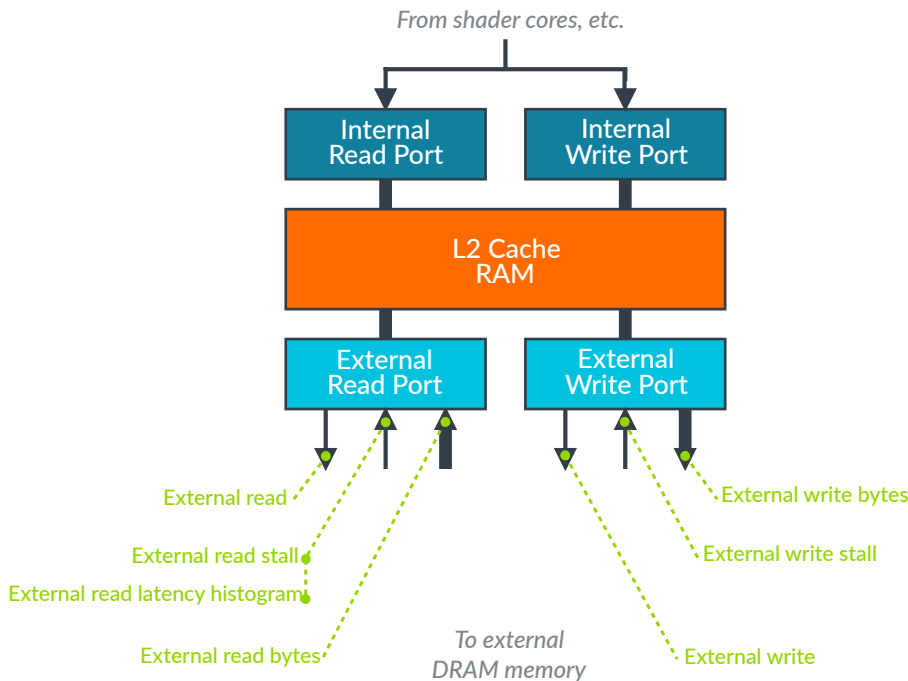 From shader cores, etc.
Internal
Read Port
Internal
Write Port
L2 Cache
RAM
External
Read Port
External
Write Port
External read
External write bytes
External read stall
External write stall
External read latency histogram
External read bytes
External write
To external
DRAM memory